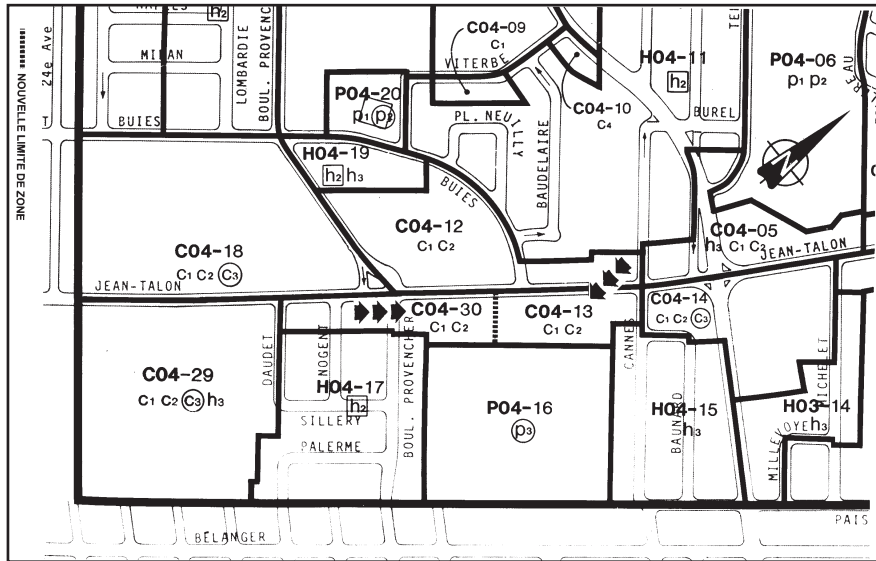 NOUVELLE LIMITE DE ZONE
24e Ave
MILAN
h2
LOMBARDIE
BOUL. PROVENC
C04-09
C1
VITERBE
H04-11
h2
P04-06
p1 p2
P04-20
p1 p2
C04-10
C4
BUREL
BUIES
PL. NEUILLY
BAUDELAIRE
H04-19
h2 h3
BUIES
C04-12
C1 C2
C04-05
h3 C1 C2
JEAN-TALON
C04-18
C1 C2 C3
JEAN-TALON
C04-30
C1 C2
C04-13
C1 C2
C04-14
C1 C2 C3
C04-29
C1 C2 C3 h3
DAUDET
NOGENT
BOUL. PROVENCHER
CANNES
MICHELET
H04-17
h2
SILLERY
PALERME
P04-16
p3
H04-15
h3
BAUNARD
H03-14
h3
BÉLANGER
PAIS